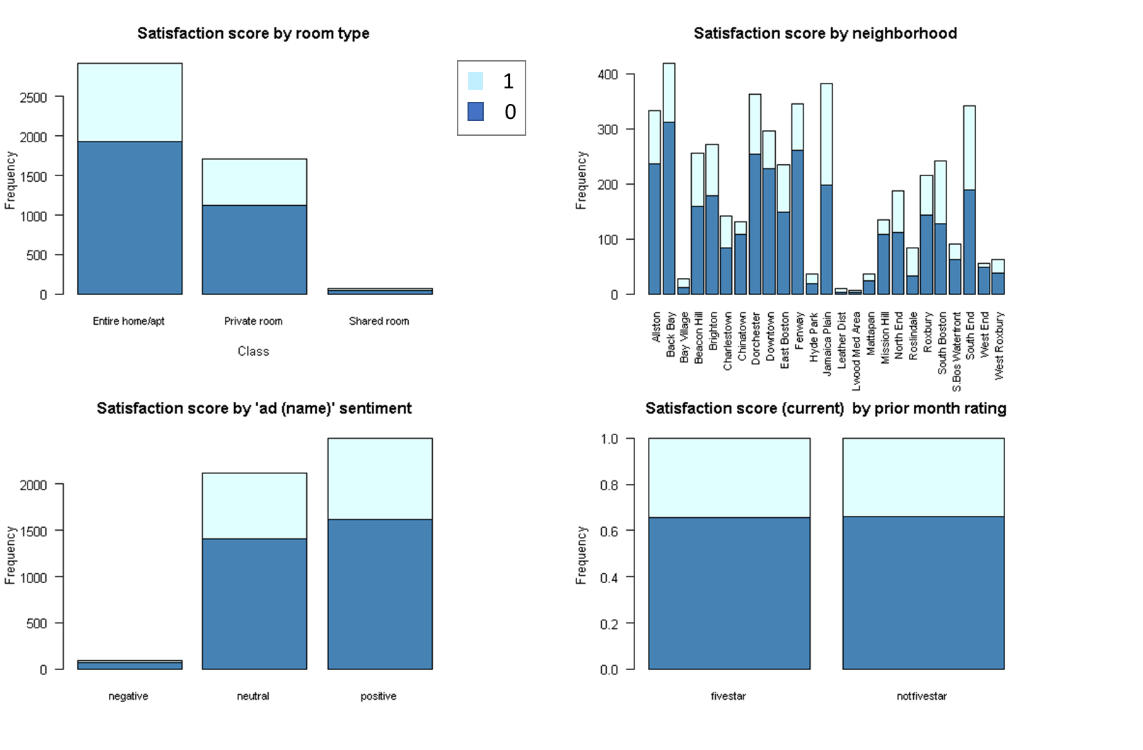 Satisfaction score by room type
Frequency
2500
2000
1500
1000
500
0
Entire home/apt Private room Shared room
Class
1
0
Satisfaction score by neighborhood
Frequency
400
300
200
100
0
Allston
Back Bay
Bay Village
Beacon Hill
Brighton
Charlestown
Chinatown
Dorchester
Downtown
East Boston
Fenway
Hyde Park
Jamaica Plain
Leather Dist
Lwood Med Area
Mattapan
Mission Hill
North End
Roslindale
Roxbury
South Boston
S.Bos Waterfront
South End
West End
West Roxbury
Satisfaction score by 'ad (name)' sentiment
Frequency
2000
1500
1000
500
0
negative neutral positive
Satisfaction score (current) by prior month rating
Frequency
1.0
0.8
0.6
0.4
0.2
0.0
fivestar notfivestar